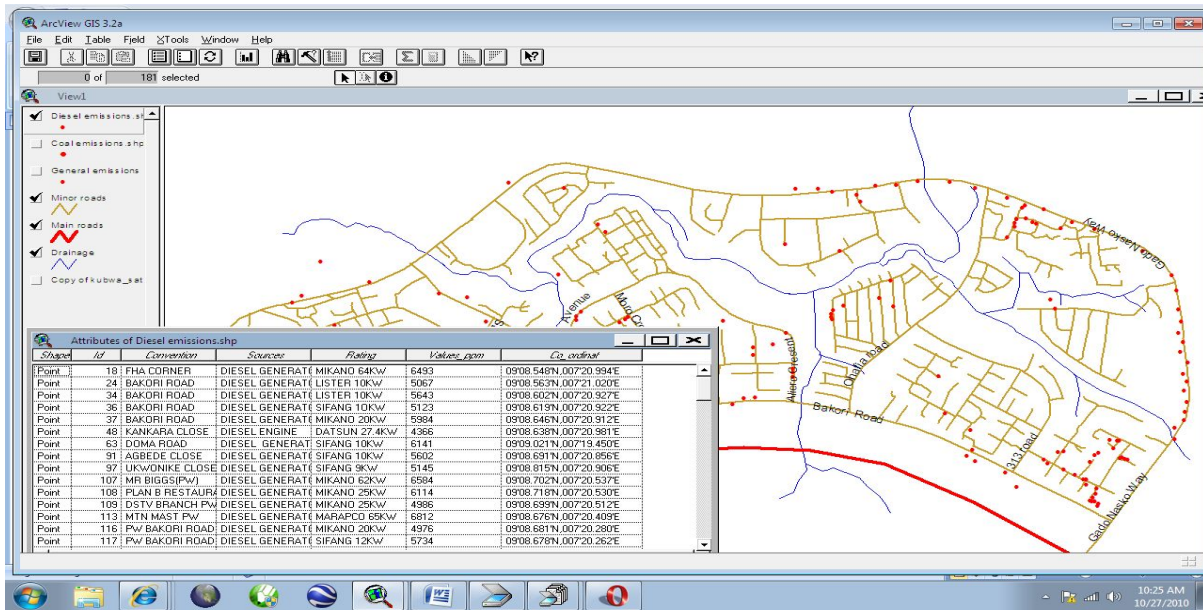 ArcView GIS 3.2a
File Edit Table Field XTools Window Help
0 of 181 selected
View1
Diesel emissions.sh
Coal emissions.shp
General emissions
Minor roads
Main roads
Drainage
Copy of kubwa_sat
Gado Nasko Way
Avenue
Moro Cro
Allero Cresent
Obafia road
Bakori Road
313 road
Gado Nasko Way
Attributes of Diesel emissions.shp
Shape Id Convention Sources Rating Values_ppm Co_ordinat
Point 18 FHA CORNER DIESEL GENERAT( MIKANO 64KW 6493 09'08.548'N,007'20.994'E
Point 24 BAKORI ROAD DIESEL GENERAT( LISTER 10KW 5067 09'08.563'N,007'21.020'E
Point 34 BAKORI ROAD DIESEL GENERAT( LISTER 10KW 5643 09'08.602'N,007'20.927'E
Point 36 BAKORI ROAD DIESEL GENERAT( SIFANG 10KW 5123 09'08.619'N,007'20.922'E
Point 37 BAKORI ROAD DIESEL GENERAT( MIKANO 20KW 5984 09'08.646'N,007'20.912'E
Point 48 KANKARA CLOSE DIESEL ENGINE DATSUN 27.4KW 4366 09'08.638'N,007'20.981'E
Point 63 DOMA ROAD DIESEL GENERAT SIFANG 10KW 6141 09'09.021'N,007'19.450'E
Point 91 AGBEDE CLOSE DIESEL GENERAT( SIFANG 10KW 5602 09'08.691'N,007'20.856'E
Point 97 UKWONIKE CLOSE DIESEL GENERAT( SIFANG 9KW 5145 09'08.815'N,007'20.906'E
Point 107 MR BIGGS(PW) DIESEL GENERAT( MIKANO 62KW 6584 09'08.702'N,007'20.537'E
Point 108 PLAN B RESTAURA DIESEL GENERAT( MIKANO 25KW 6114 09'08.718'N,007'20.530'E
Point 109 DSTV BRANCH PW DIESEL GENERAT( MIKANO 25KW 4986 09'08.699'N,007'20.512'E
Point 113 MTN MAST PW DIESEL GENERAT( MARAPCO 65KW 6812 09'08.676'N,007'20.409'E
Point 116 PW BAKORI ROAD DIESEL GENERAT( MIKANO 20KW 4976 09'08.681'N,007'20.280'E
Point 117 PW BAKORI ROAD DIESEL GENERAT( SIFANG 12KW 5734 09'08.678'N,007'20.262'E
10:25 AM
10/27/2010